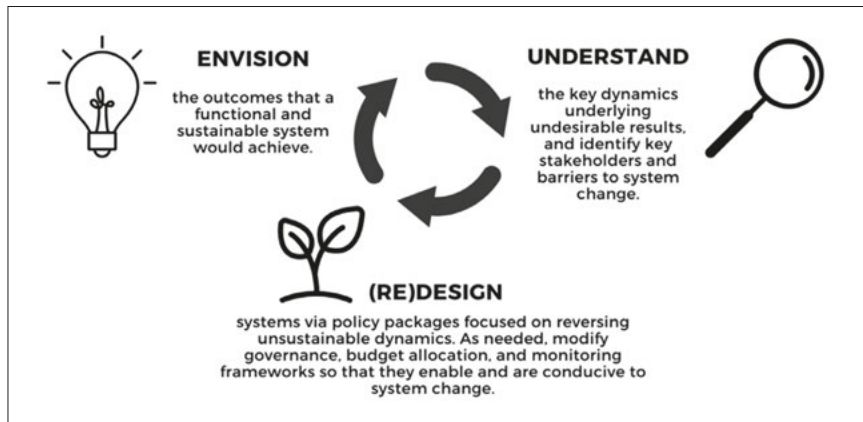 ENVISION
the outcomes that a
functional and
sustainable system
would achieve.
UNDERSTAND
the key dynamics
underlying
undesirable results,
and identify key
stakeholders and
barriers to system
change.
(RE)DESIGN
systems via policy packages focused on reversing
unsustainable dynamics. As needed, modify
governance, budget allocation, and monitoring
frameworks so that they enable and are conducive to
system change.